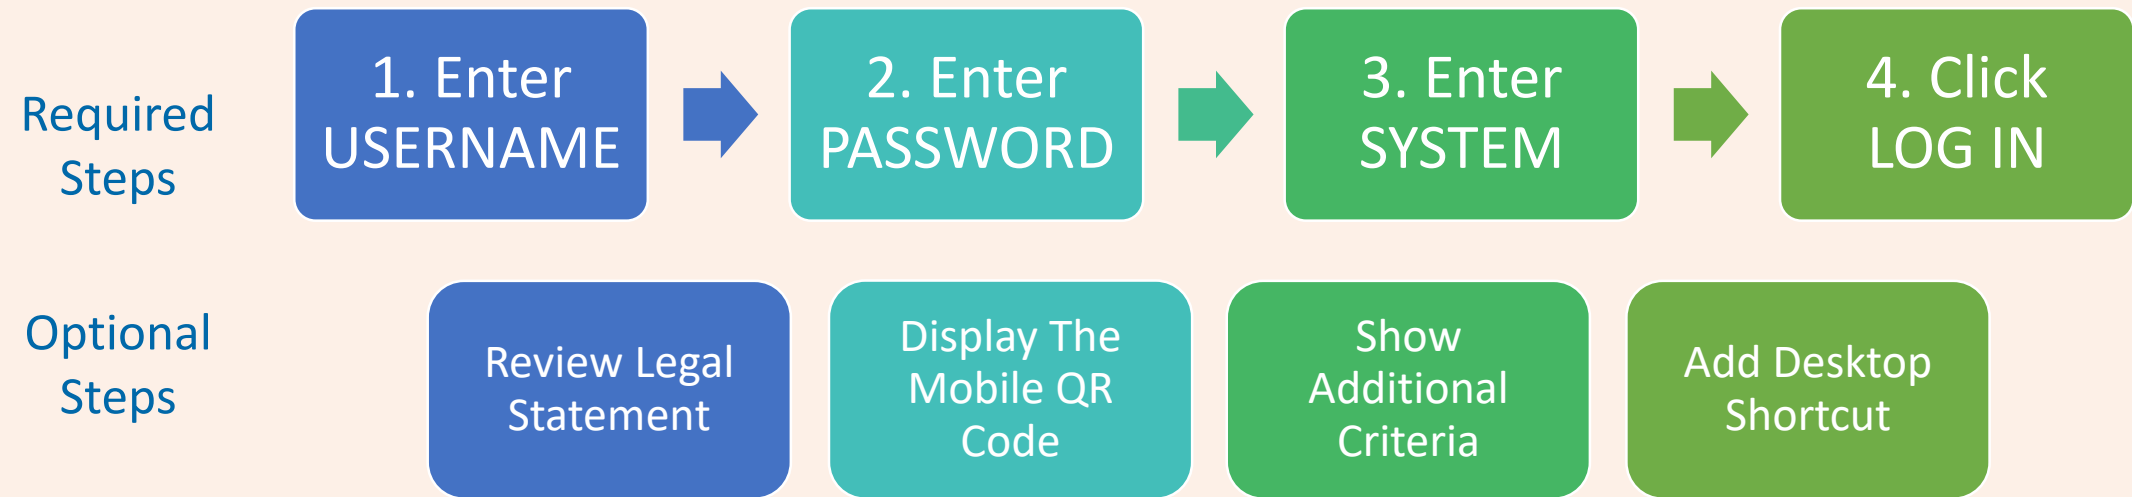 Required
Steps
1. Enter
USERNAME
2. Enter
PASSWORD
3. Enter
SYSTEM
4. Click
LOG IN
Optional
Steps
Review Legal
Statement
Display The
Mobile QR
Code
Show
Additional
Criteria
Add Desktop
Shortcut